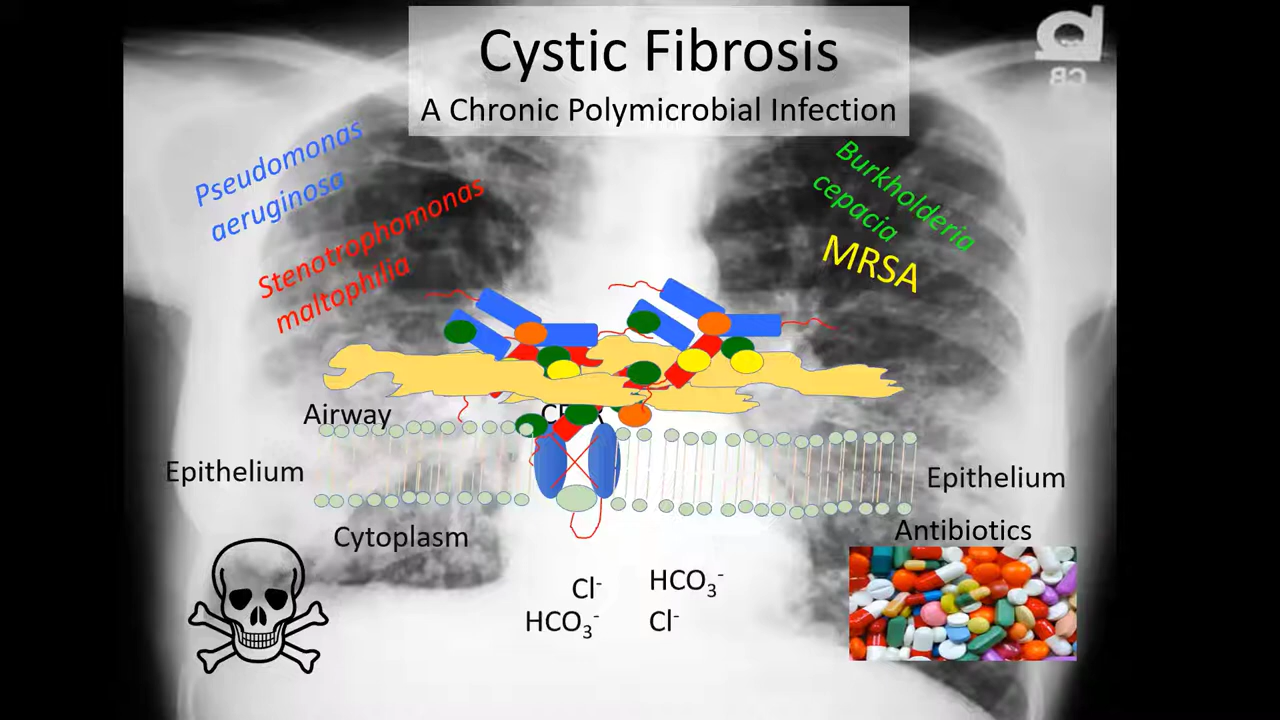 Cystic Fibrosis
A Chronic Polymicrobial Infection
Pseudomonas
aeruginosa
Stenotrophomonas
maltophilia
Burkholderia
cepacia
MRSA
Airway
Epithelium
Epithelium
Cytoplasm
Antibiotics
Cl⁻
HCO₃⁻
HCO₃⁻
Cl⁻